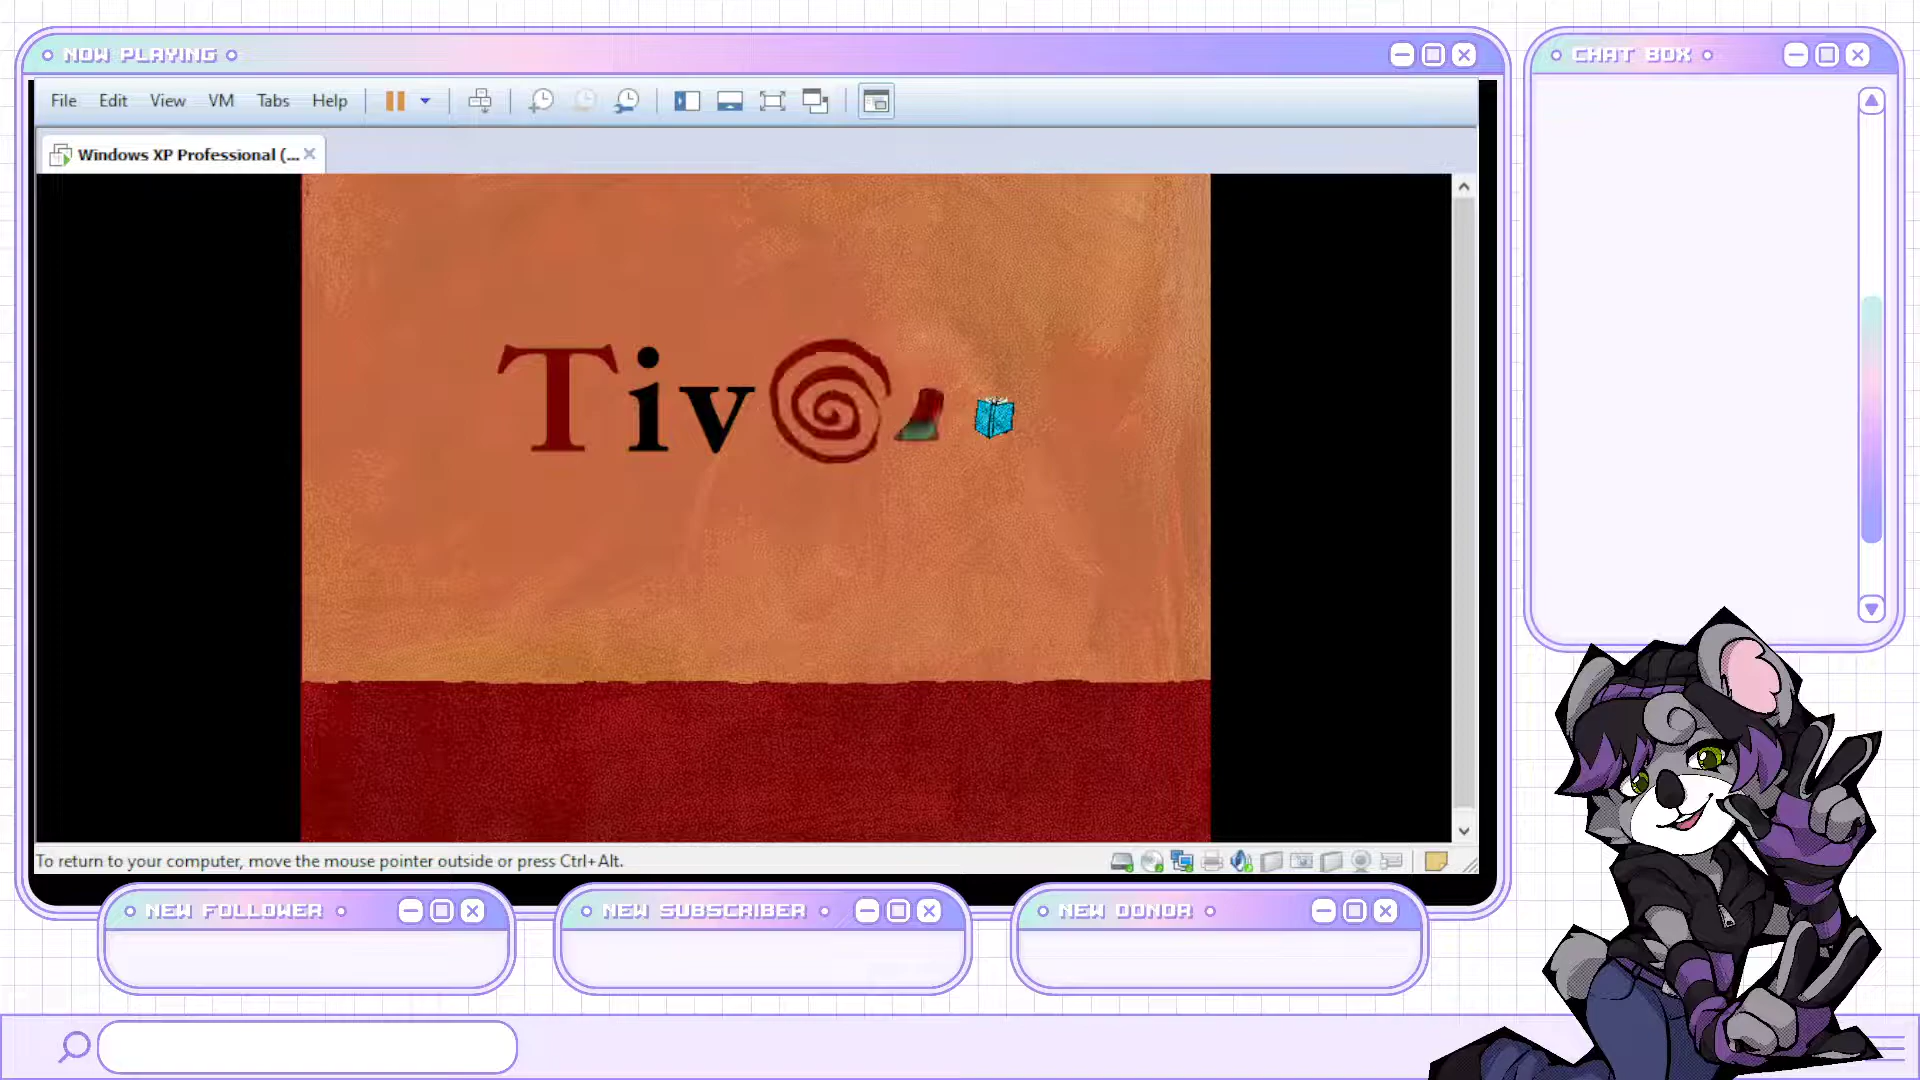 NOW PLAYING
CHAT BOX
File Edit View VM Tabs Help
Windows XP Professional (...
Tiv
To return to your computer, move the mouse pointer outside or press Ctrl+Alt.
NEW FOLLOWER
NEW SUBSCRIBER
NEW DONOR